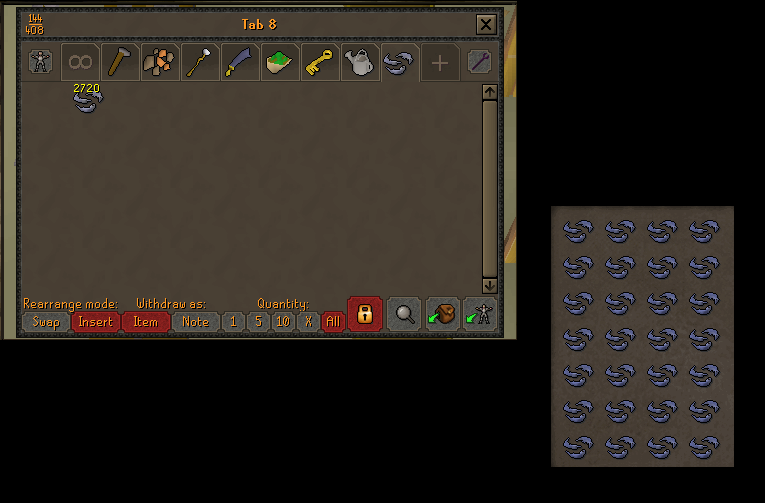 144
408
Tab 8
2720
Rearrange mode: Withdraw as: Quantity:
Swap Insert Item Note 1 5 10 X All